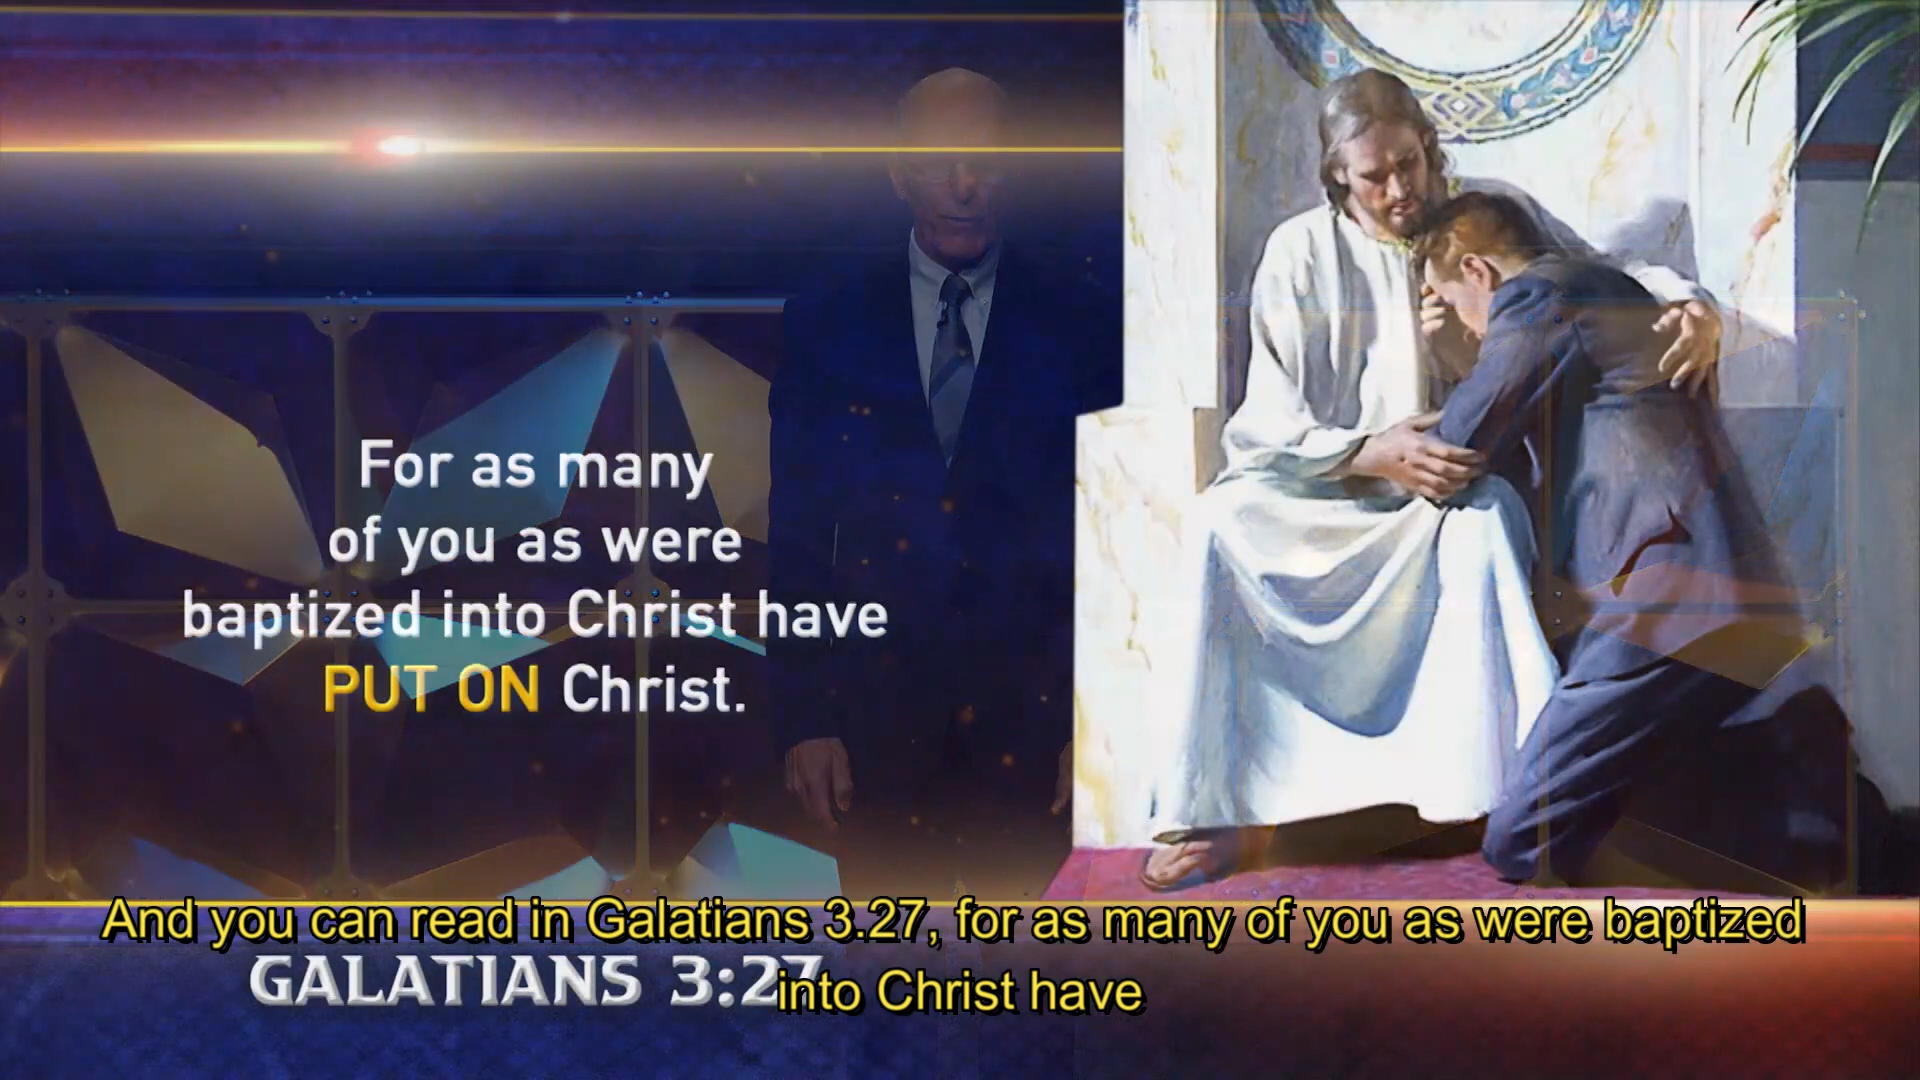 For as many
of you as were
baptized into Christ have
PUT ON Christ.
And you can read in Galatians 3.27, for as many of you as were baptized
into Christ have
GALATIANS 3:27